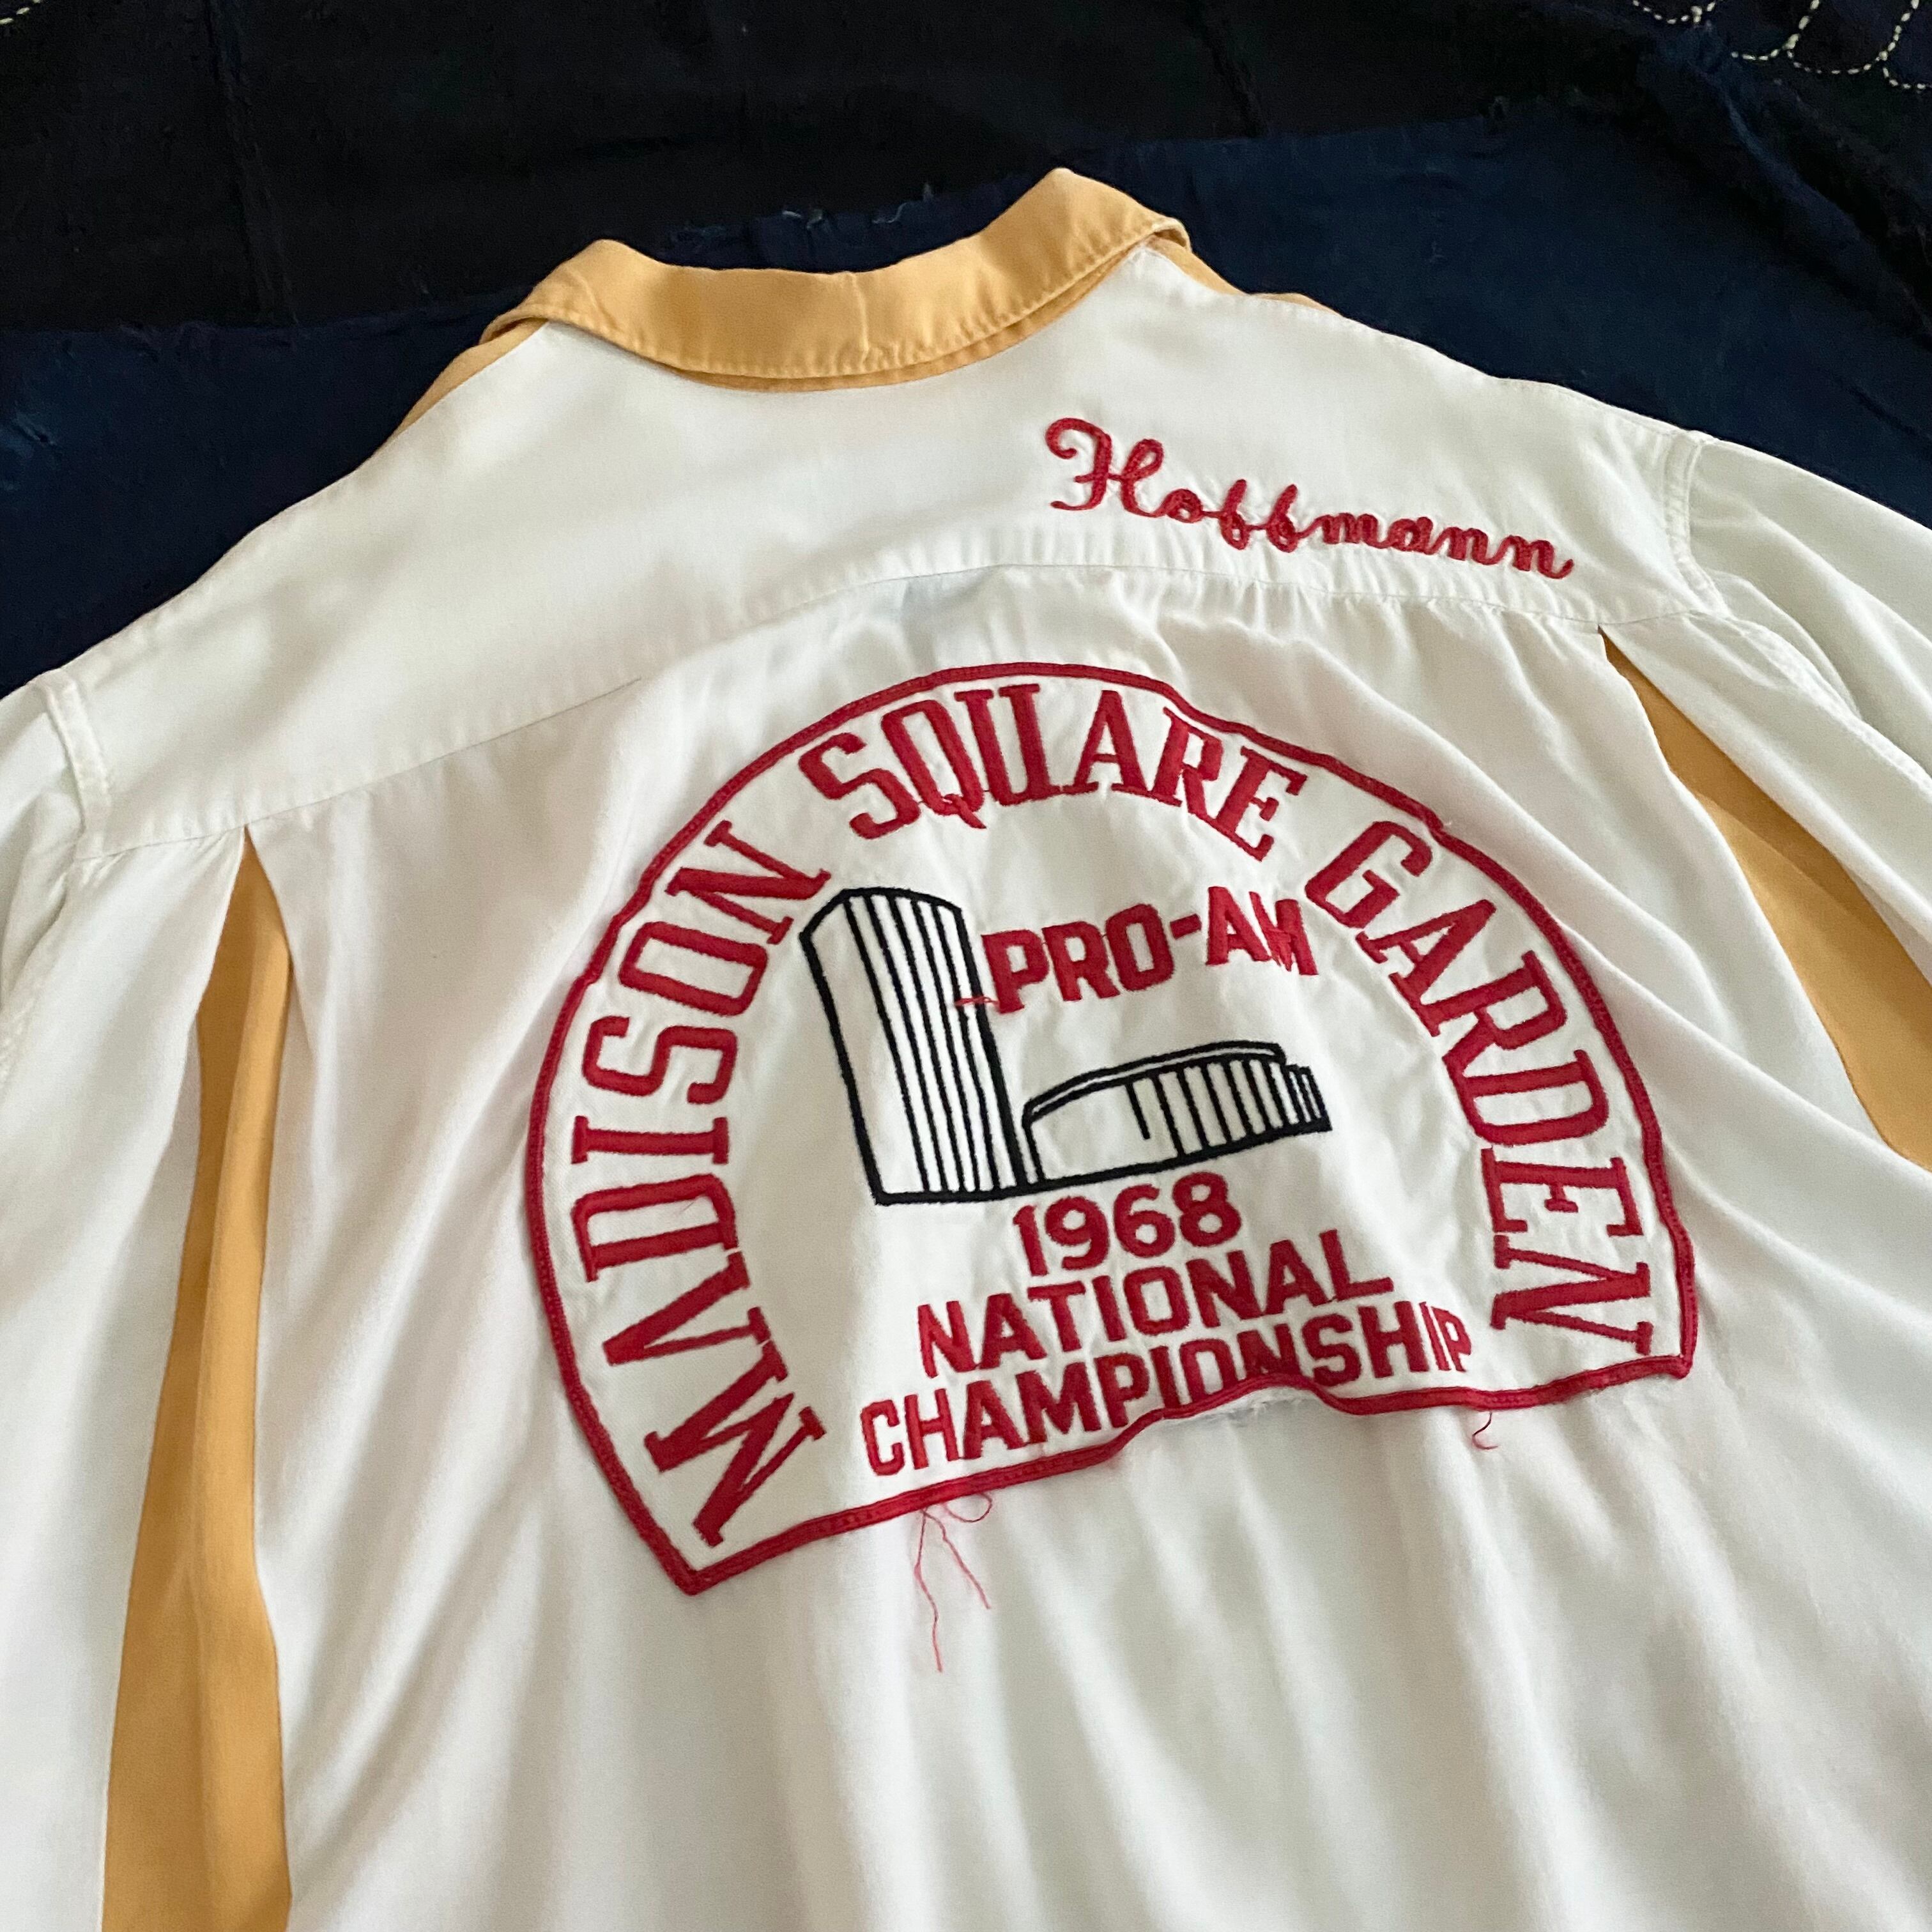 Hoffmann
MADISON SQUARE GARDEN
PRO-AM
1968
NATIONAL
CHAMPIONSHIP